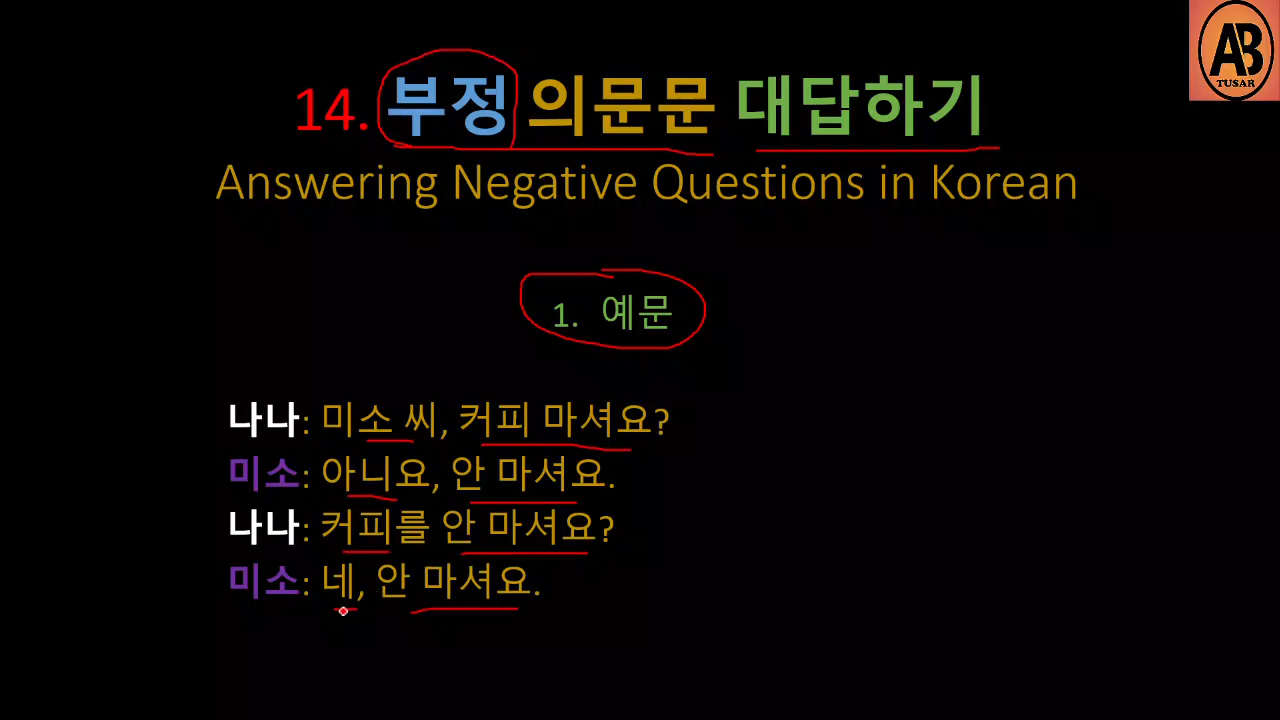 AB
TUSAR
14. 부정 의문문 대답하기
Answering Negative Questions in Korean
1. 예문
나나: 미소 씨, 커피 마셔요?
미소: 아니요, 안 마셔요.
나나: 커피를 안 마셔요?
미소: 네, 안 마셔요.